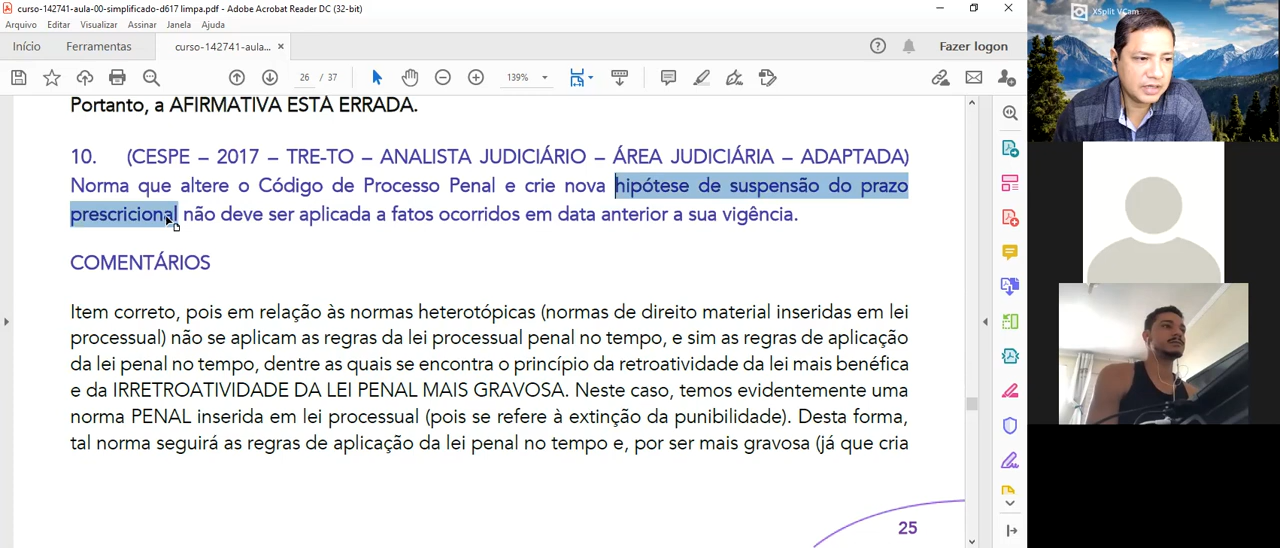 curso-142741-aula-00-simplificado-d617 limpa.pdf - Adobe Acrobat Reader DC (32-bit)
Arquivo Editar Visualizar Assinar Janela Ajuda
Início Ferramentas curso-142741-aula... × Fazer logon
26 / 37 139%
Portanto, a AFIRMATIVA ESTÁ ERRADA.
10. (CESPE – 2017 – TRE-TO – ANALISTA JUDICIÁRIO – ÁREA JUDICIÁRIA – ADAPTADA)
Norma que altere o Código de Processo Penal e crie nova hipótese de suspensão do prazo
prescricional não deve ser aplicada a fatos ocorridos em data anterior a sua vigência.
COMENTÁRIOS
Item correto, pois em relação às normas heterotópicas (normas de direito material inseridas em lei
processual) não se aplicam as regras da lei processual penal no tempo, e sim as regras de aplicação
da lei penal no tempo, dentre as quais se encontra o princípio da retroatividade da lei mais benéfica
e da IRRETROATIVIDADE DA LEI PENAL MAIS GRAVOSA. Neste caso, temos evidentemente uma
norma PENAL inserida em lei processual (pois se refere à extinção da punibilidade). Desta forma,
tal norma seguirá as regras de aplicação da lei penal no tempo e, por ser mais gravosa (já que cria
25
XSplit VCam